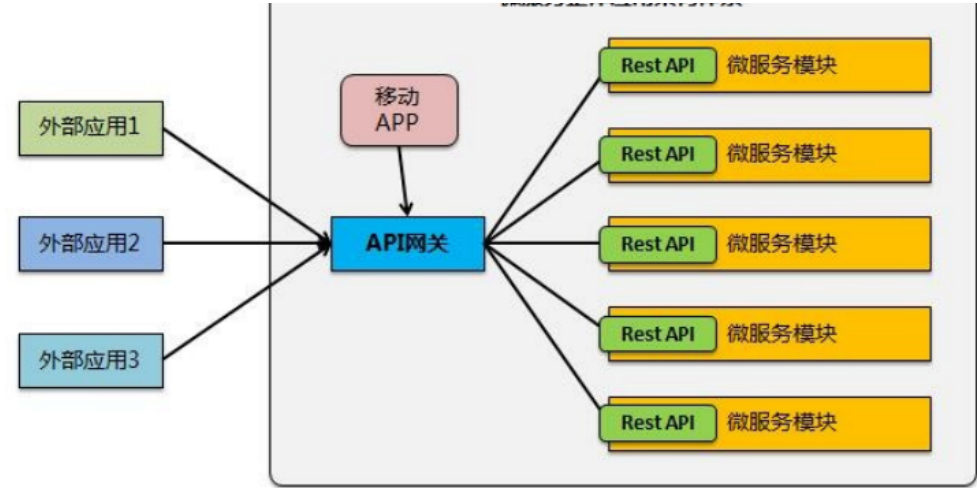 外部应用1
外部应用2
外部应用3
移动
APP
API网关
Rest API 微服务模块
Rest API 微服务模块
Rest API 微服务模块
Rest API 微服务模块
Rest API 微服务模块